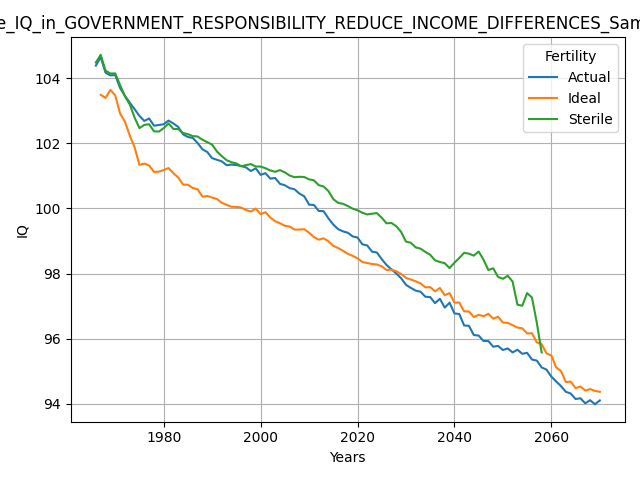 e_IQ_in_GOVERNMENT_RESPONSIBILITY_REDUCE_INCOME_DIFFERENCES_Sam
Fertility
Actual
Ideal
Sterile
IQ
104
102
100
98
96
94
1980
2000
2020
2040
2060
Years